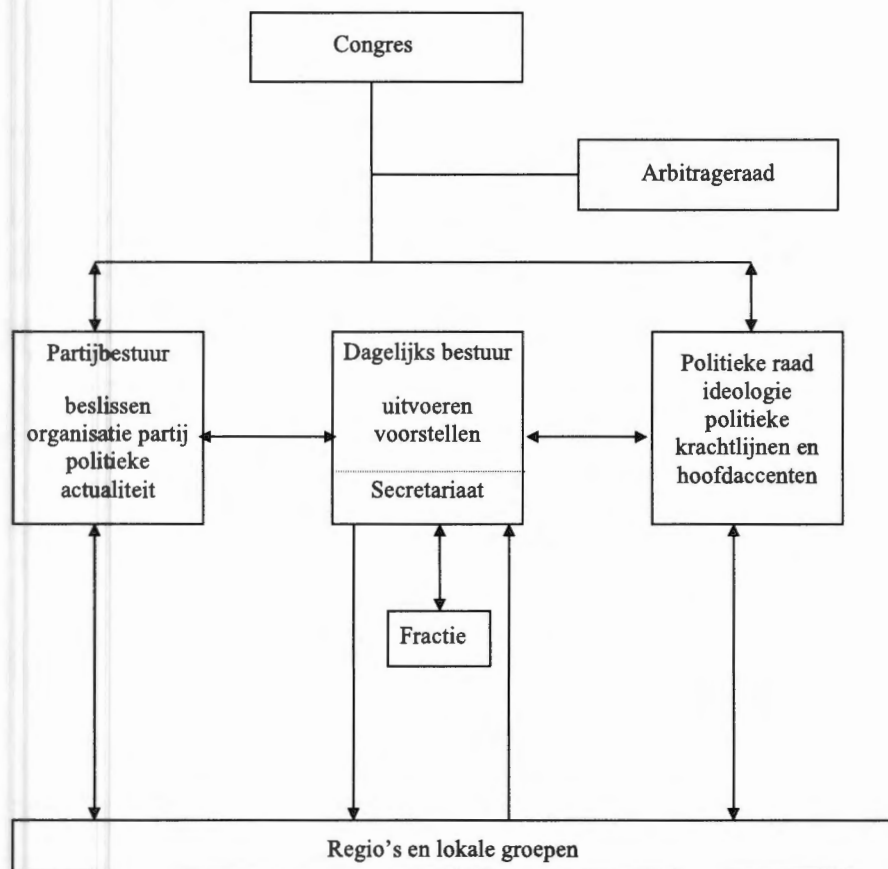 Congres
Arbitrageraad
Partijbestuur
beslissen
organisatie partij
politieke
actualiteit
Dagelijks bestuur
uitvoeren
voorstellen
Secretariaat
Politieke raad
ideologie
politieke
krachtlijnen en
hoofdaccenten
Fractie
Regio's en lokale groepen